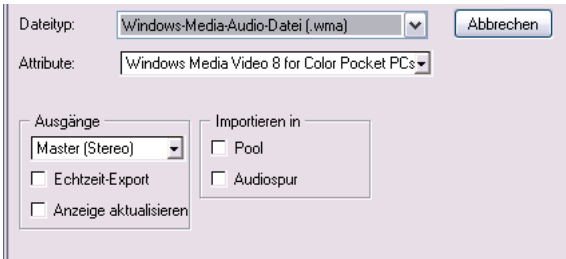 Dateityp: Windows-Media-Audio-Datei (.wma) Abbrechen
Attribute: Windows Media Video 8 for Color Pocket PCs
Ausgänge
Master (Stereo)
Echtzeit-Export
Anzeige aktualisieren
Importieren in
Pool
Audiospur